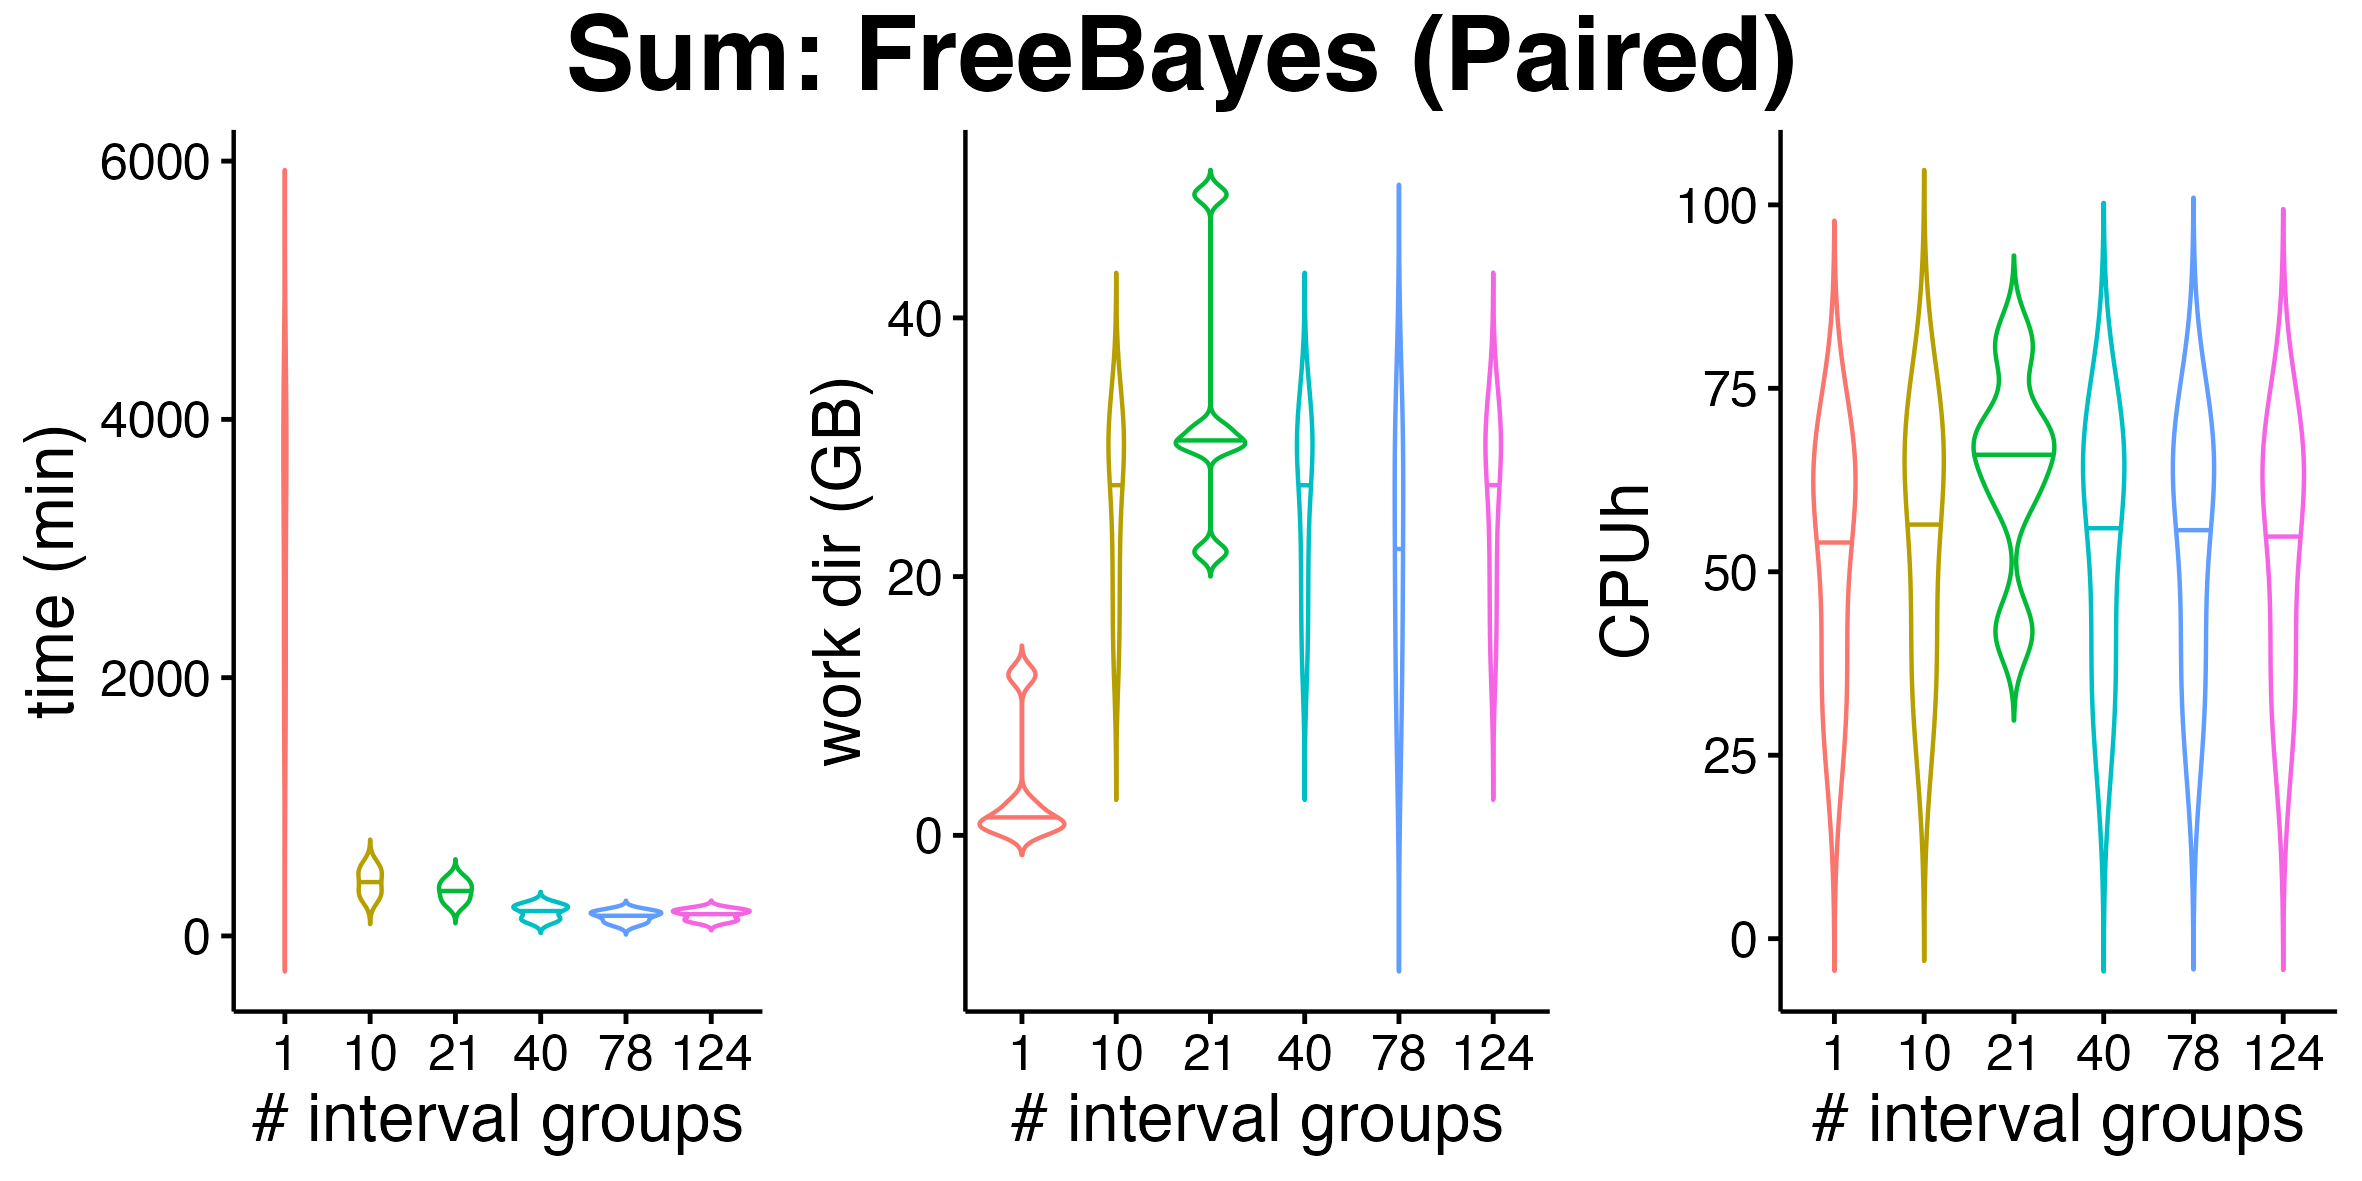 Sum: FreeBayes (Paired)
time (min)
6000
4000
2000
0
1 10 21 40 78 124
# interval groups
work dir (GB)
40
20
0
1 10 21 40 78 124
# interval groups
CPUh
100
75
50
25
0
1 10 21 40 78 124
# interval groups